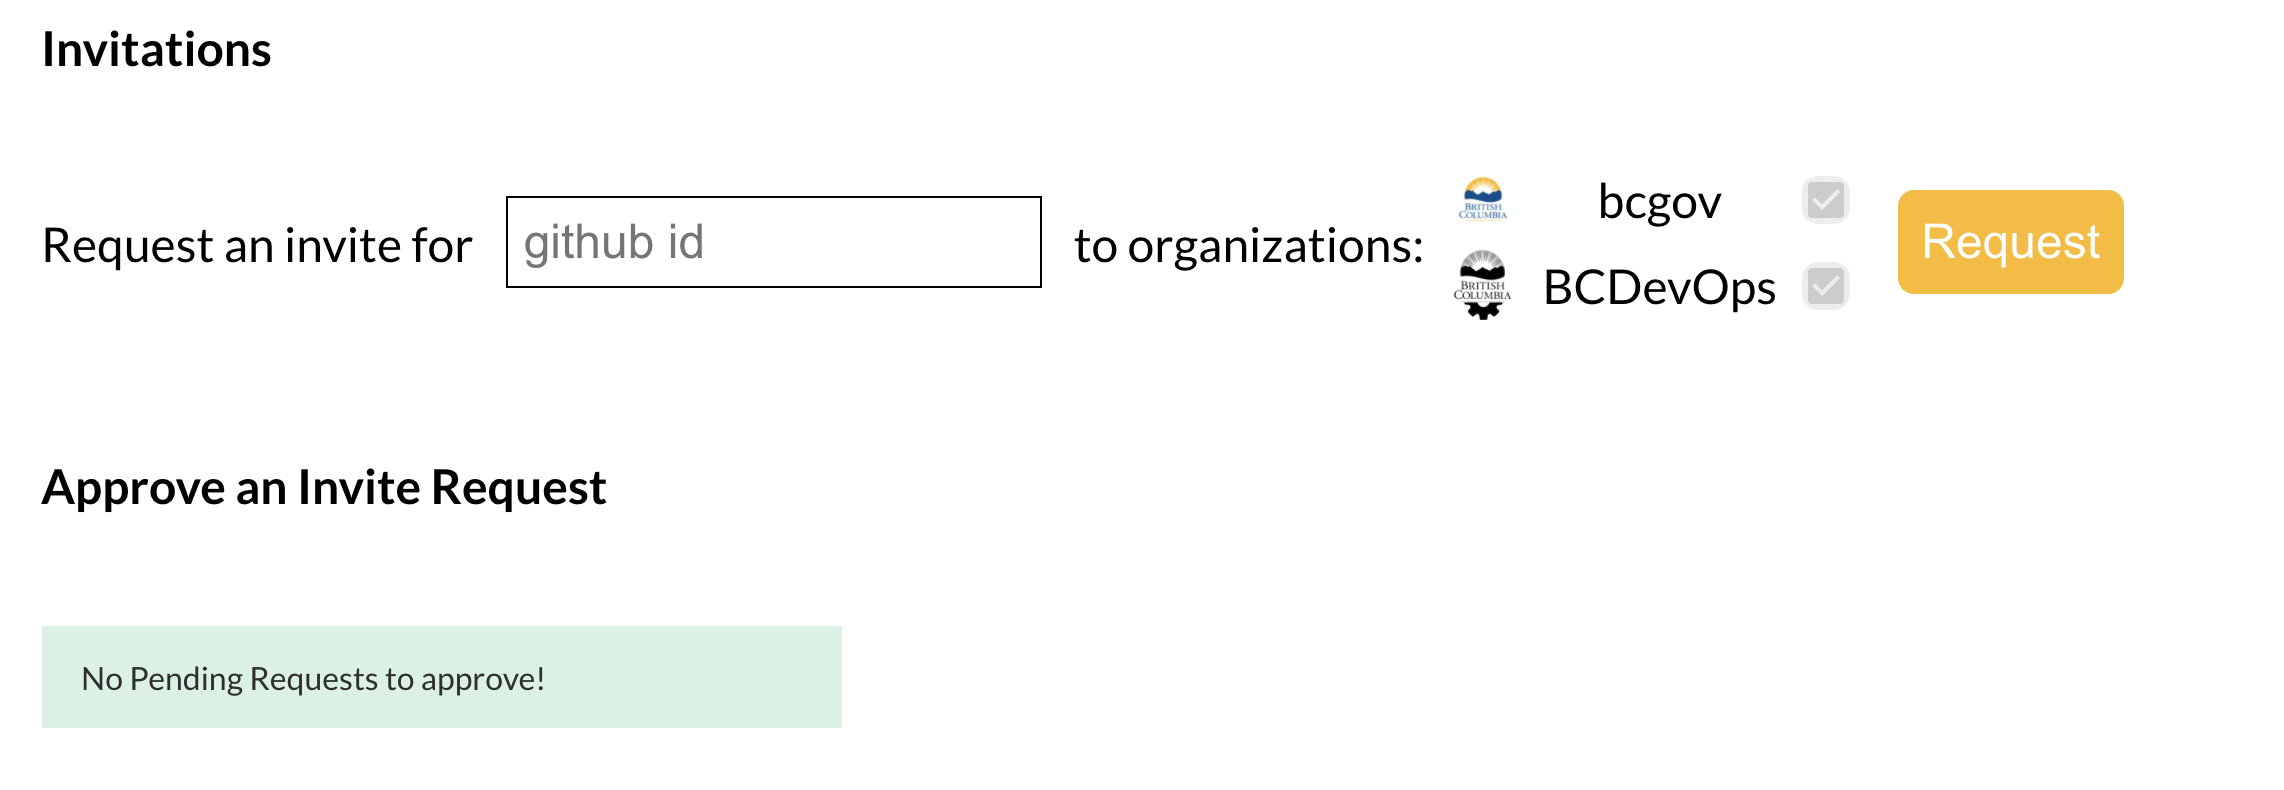 Invitations
Request an invite for github id to organizations:
BRITISH
COLUMBIA
bcgov
BRITISH
COLUMBIA
BCDevOps
Request
Approve an Invite Request
No Pending Requests to approve!